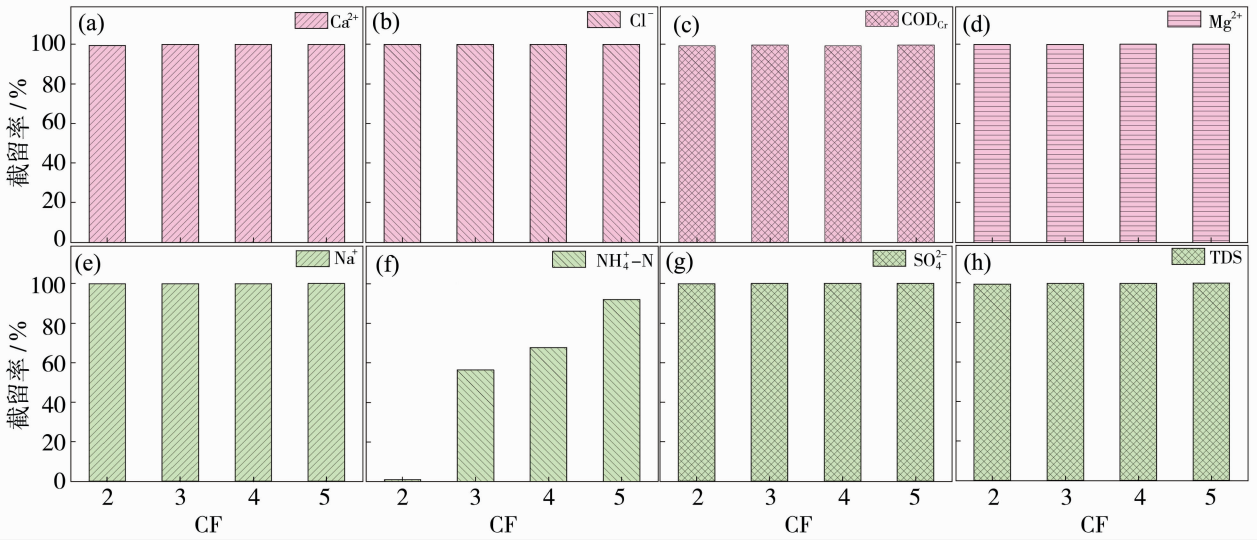 (a) Ca²⁺
(b) Cl⁻
(c) COD_Cr
(d) Mg²⁺
截留率/%
100
80
60
40
20
0
(e) Na⁺
(f) NH₄⁺-N
(g) SO₄²⁻
(h) TDS
截留率/%
100
80
60
40
20
0
2 3 4 5
2 3 4 5
2 3 4 5
2 3 4 5
CF
CF
CF
CF